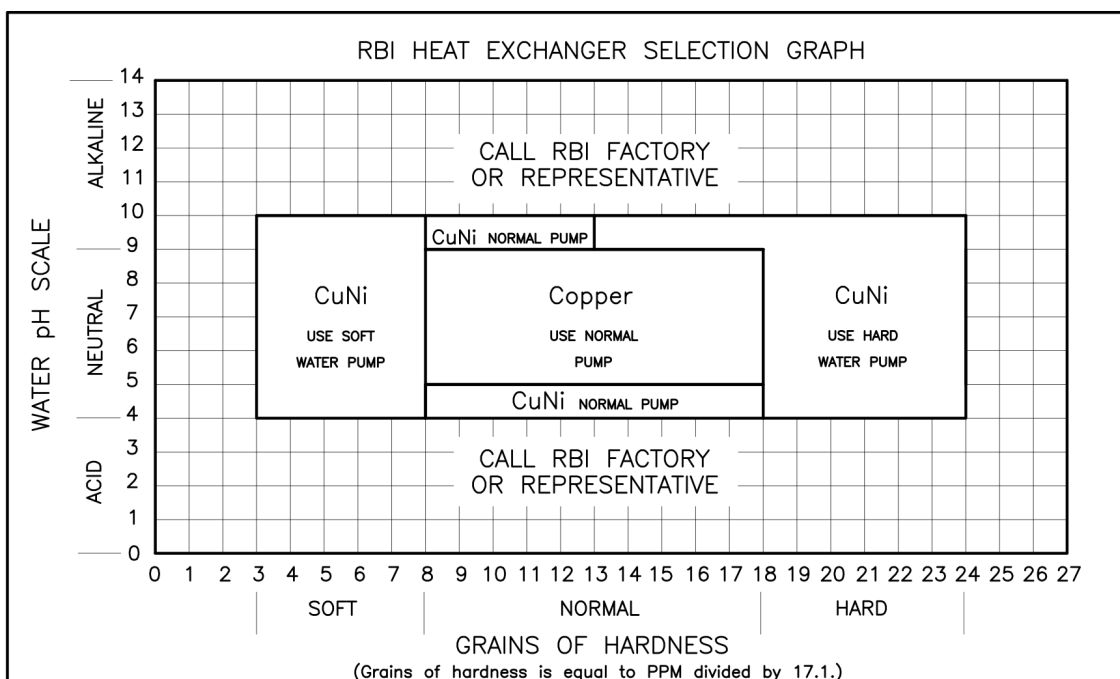 RBI HEAT EXCHANGER SELECTION GRAPH
WATER pH SCALE
ALKALINE
NEUTRAL
ACID
14
13
12
11
10
9
8
7
6
5
4
3
2
1
0
CALL RBI FACTORY
OR REPRESENTATIVE
CuNi NORMAL PUMP
CuNi
USE SOFT
WATER PUMP
Copper
USE NORMAL
PUMP
CuNi
USE HARD
WATER PUMP
CuNi NORMAL PUMP
CALL RBI FACTORY
OR REPRESENTATIVE
0 1 2 3 4 5 6 7 8 9 10 11 12 13 14 15 16 17 18 19 20 21 22 23 24 25 26 27
SOFT NORMAL HARD
GRAINS OF HARDNESS
(Grains of hardness is equal to PPM divided by 17.1.)